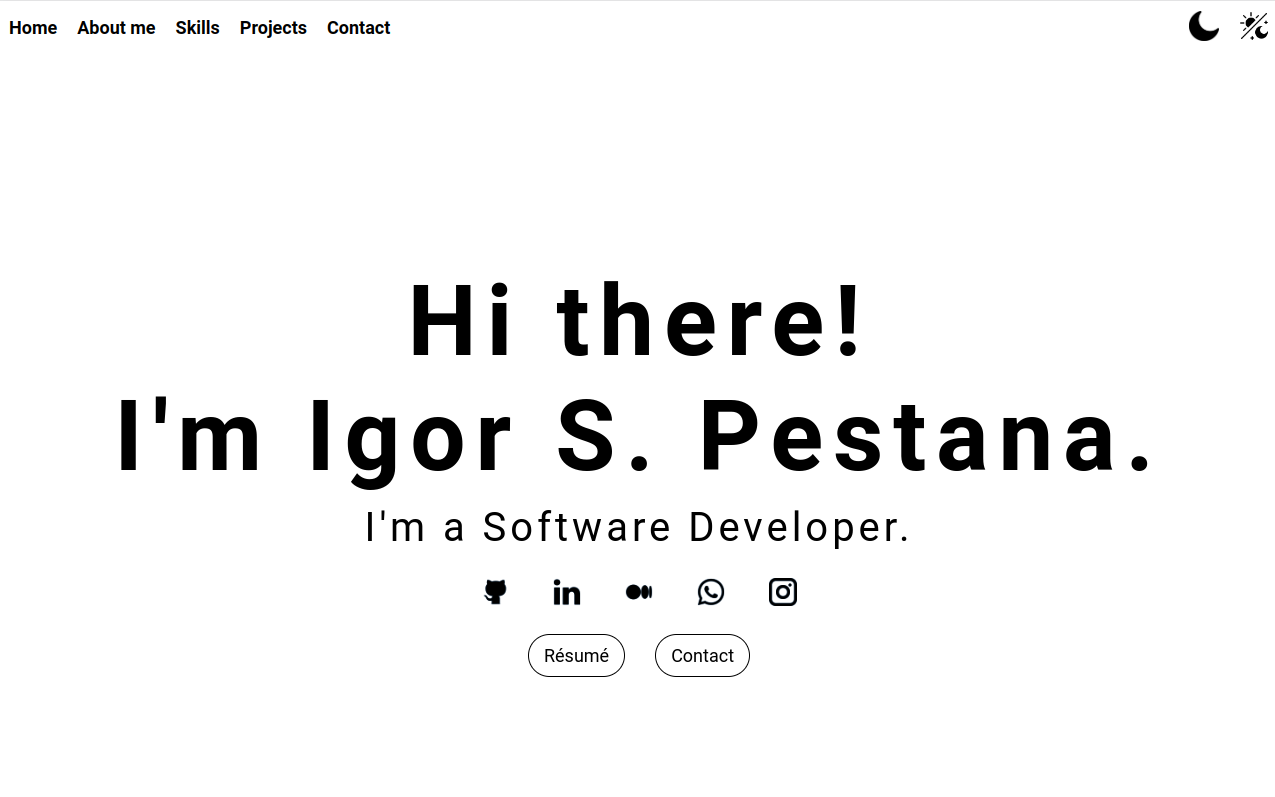 Home About me Skills Projects Contact
Hi there!
I'm Igor S. Pestana.
I'm a Software Developer.
Résumé Contact